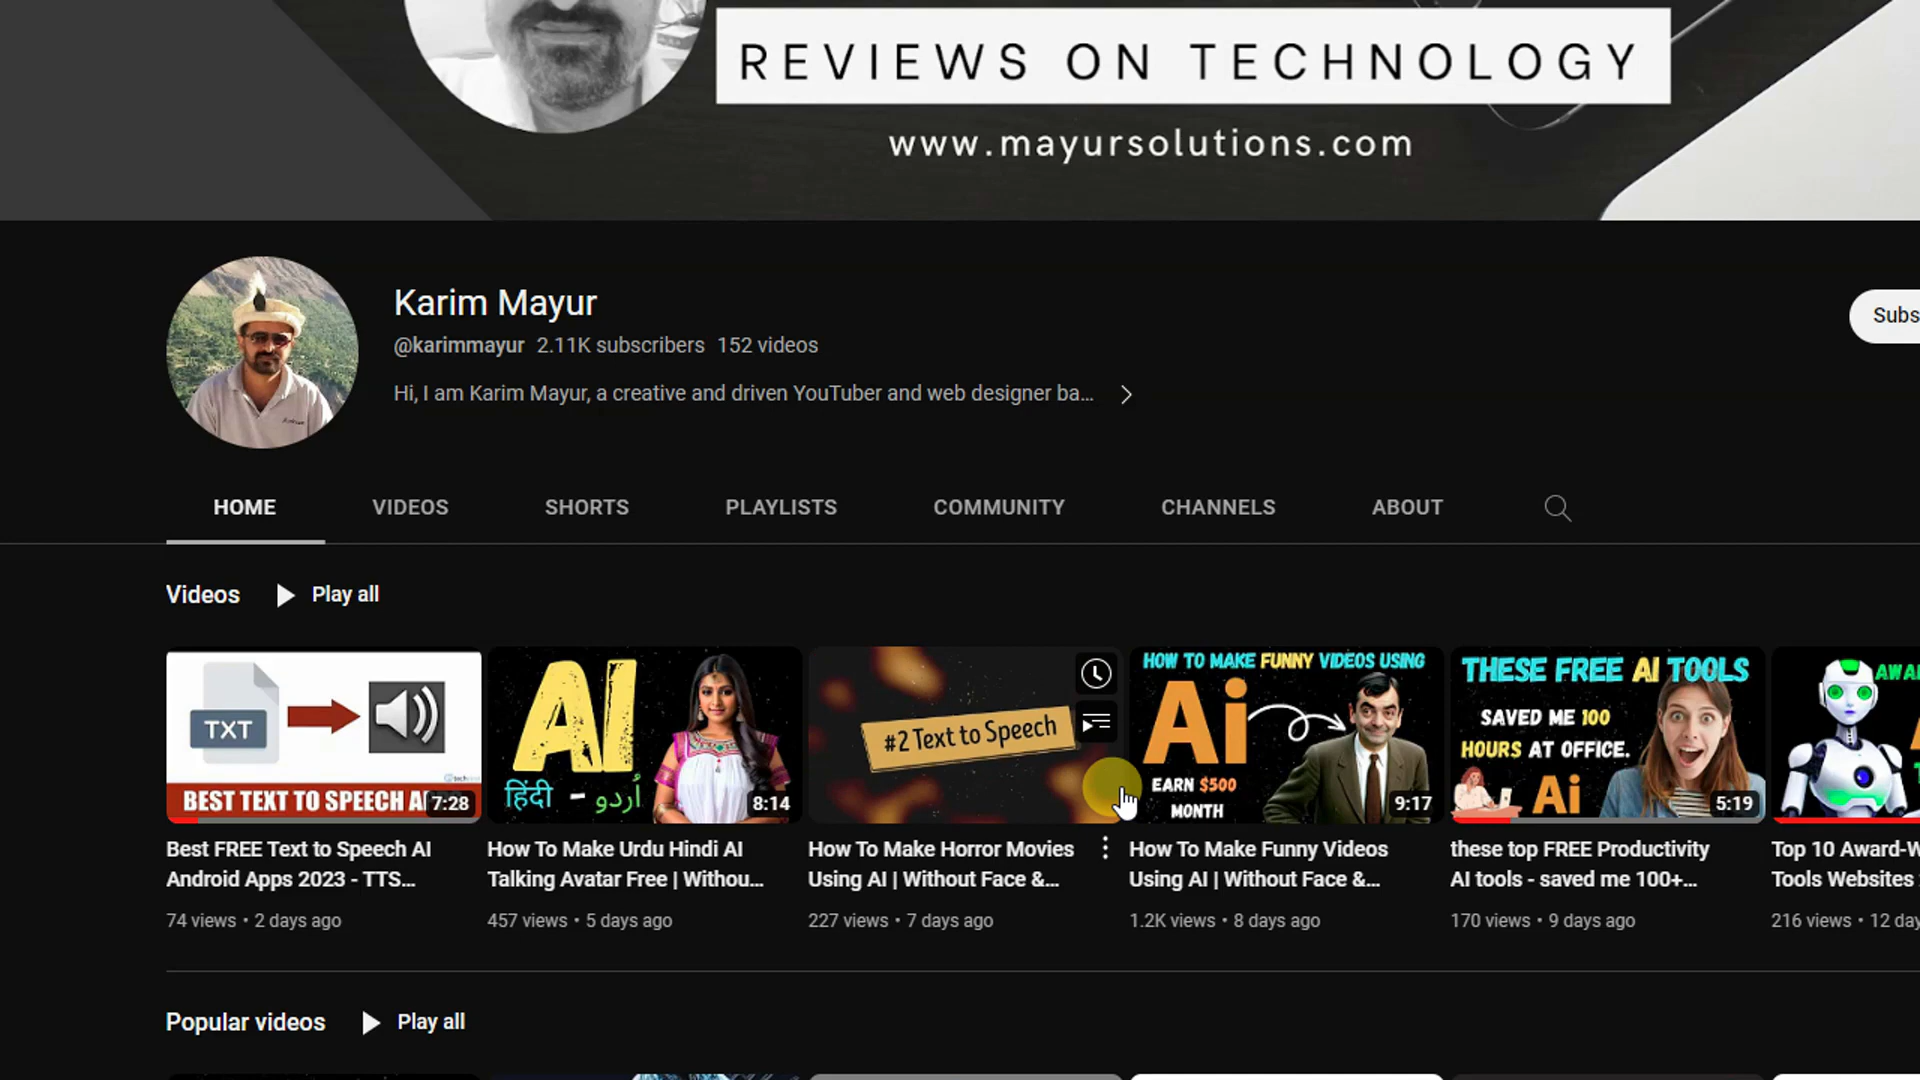 REVIEWS ON TECHNOLOGY
www.mayursolutions.com
Karim Mayur
@karimmayur 2.11K subscribers 152 videos
Hi, I am Karim Mayur, a creative and driven YouTuber and web designer ba...
Subs
HOME VIDEOS SHORTS PLAYLISTS COMMUNITY CHANNELS ABOUT
Videos Play all
TXT
BEST TEXT TO SPEECH AI
7:28
AI
हिंदी - اُردو
8:14
#2 Text to Speech
HOW TO MAKE FUNNY VIDEOS USING
Ai
EARN $500
MONTH
9:17
THESE FREE AI TOOLS
SAVED ME 100
HOURS AT OFFICE.
Ai
5:19
AWA
Best FREE Text to Speech AI
Android Apps 2023 - TTS...
74 views • 2 days ago
How To Make Urdu Hindi AI
Talking Avatar Free | Withou...
457 views • 5 days ago
How To Make Horror Movies
Using AI | Without Face &...
227 views • 7 days ago
How To Make Funny Videos
Using AI | Without Face &...
1.2K views • 8 days ago
these top FREE Productivity
AI tools - saved me 100+...
170 views • 9 days ago
Top 10 Award-W
Tools Websites
216 views • 12 day
Popular videos Play all